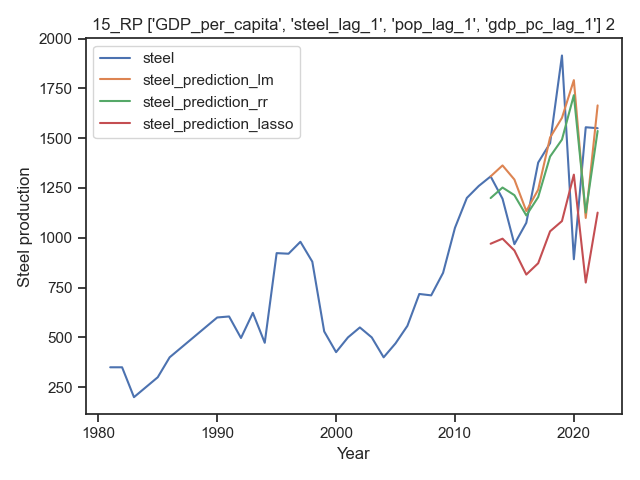 15_RP ['GDP_per_capita', 'steel_lag_1', 'pop_lag_1', 'gdp_pc_lag_1'] 2
steel
steel_prediction_lm
steel_prediction_rr
steel_prediction_lasso
Steel production
2000
1750
1500
1250
1000
750
500
250
1980
1990
2000
2010
2020
Year